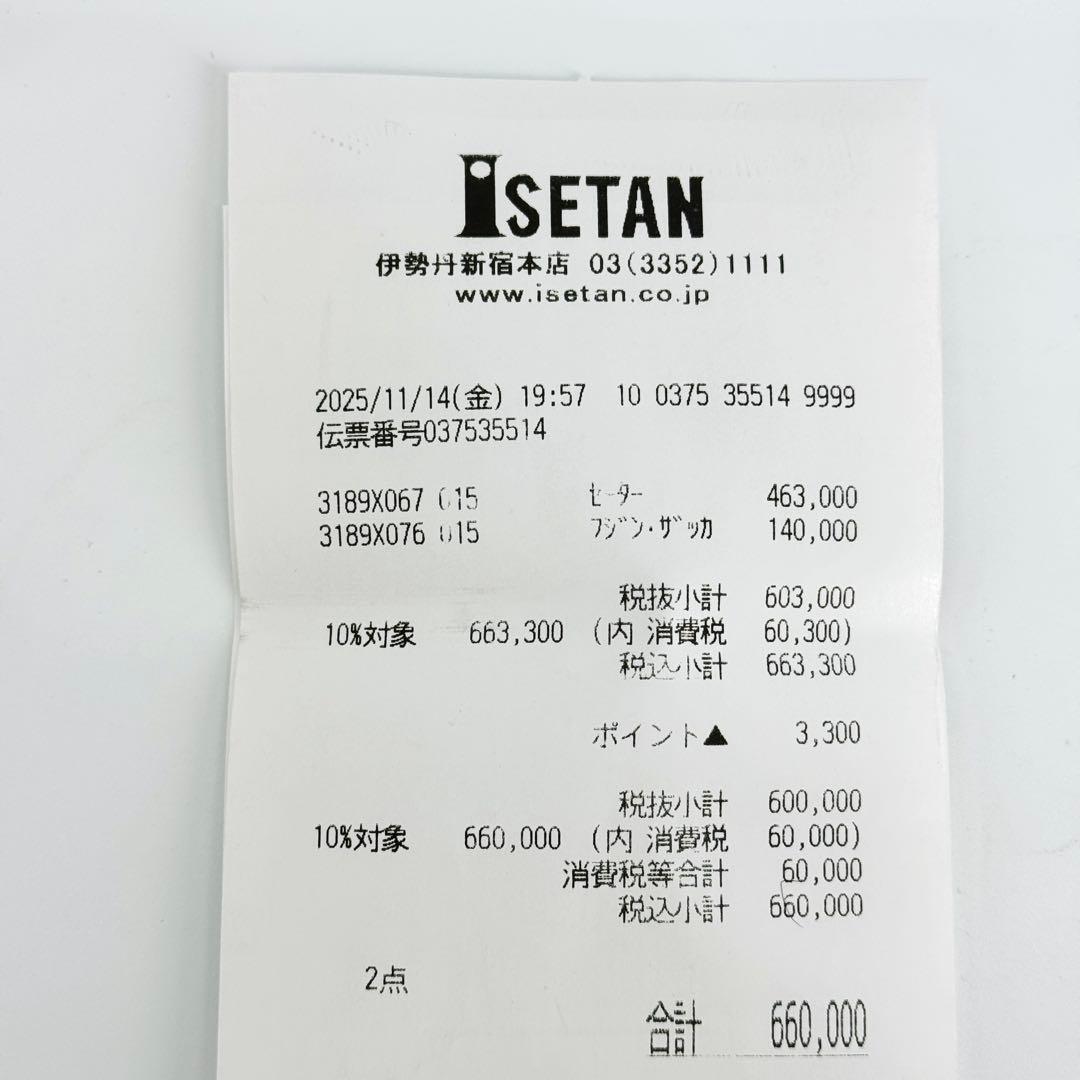 ISETAN
伊勢丹新宿本店 03(3352)1111
www.isetan.co.jp
2025/11/14(金) 19:57 10 0375 35514 9999
伝票番号037535514
3189X067 015 ｾｰﾀｰ 463,000
3189X076 015 ﾌｼﾞﾝ･ｻﾞｯｶ 140,000
税抜小計 603,000
10%対象 663,300 (内 消費税 60,300)
税込小計 663,300
ポイント▲ 3,300
税抜小計 600,000
10%対象 660,000 (内 消費税 60,000)
消費税等合計 60,000
税込小計 660,000
2点
合計 660,000